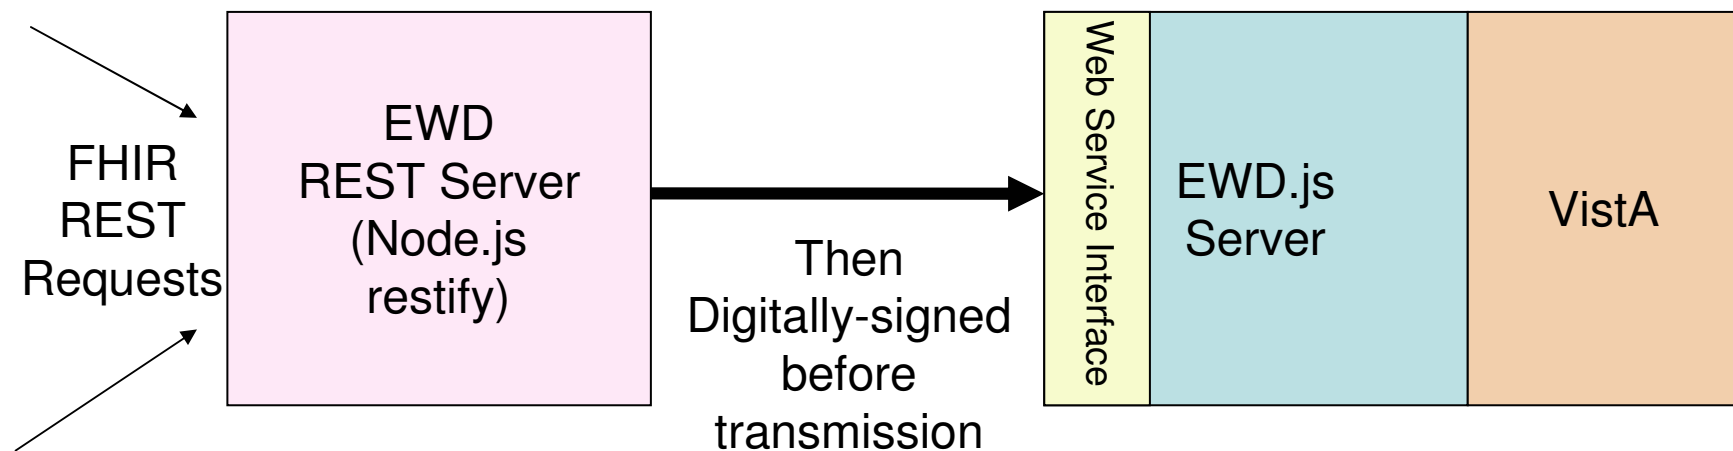 FHIR
REST
Requests
EWD
REST Server
(Node.js
restify)
Then
Digitally-signed
before
transmission
Web Service Interface
EWD.js
Server
VistA